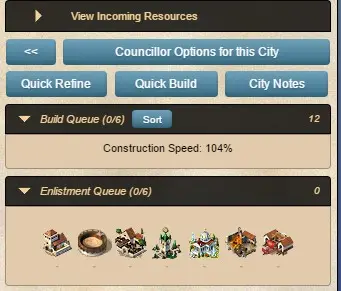 View Incoming Resources
<<
Councillor Options for this City
Quick Refine
Quick Build
City Notes
Build Queue (0/6) Sort 12
Construction Speed: 104%
Enlistment Queue (0/6) 0
- - - - - - -